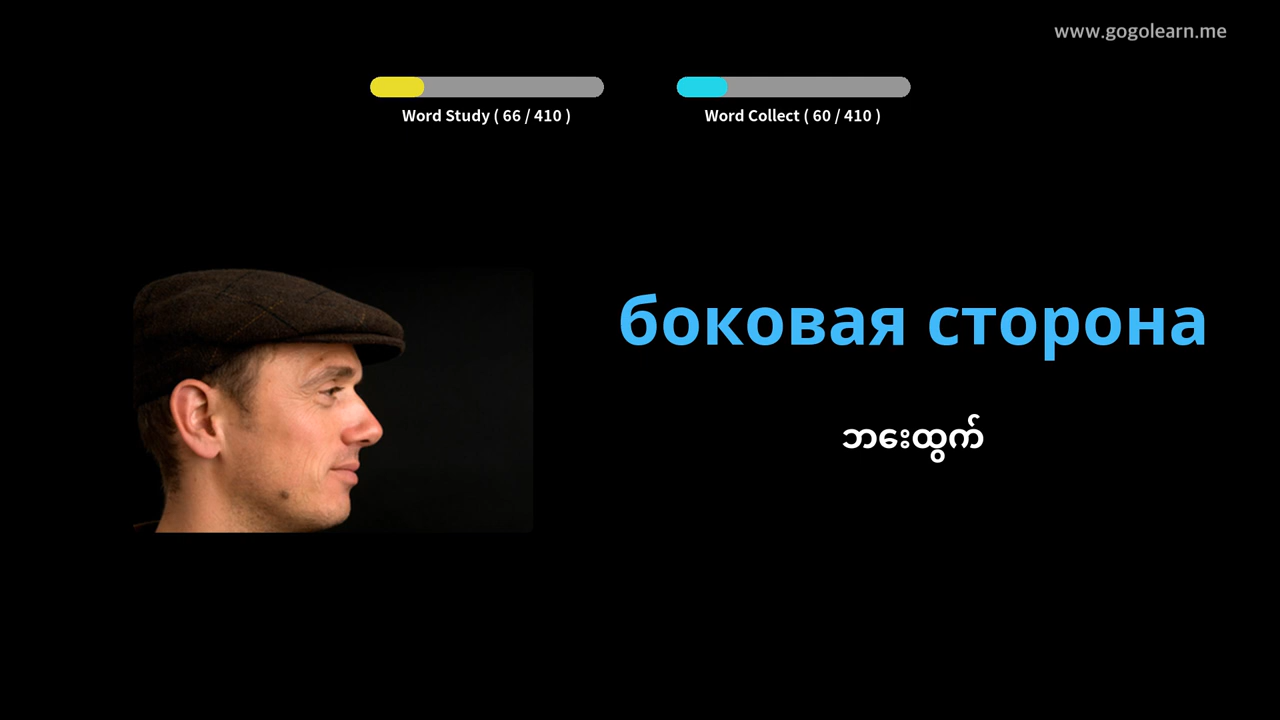 www.gogolearn.me
Word Study ( 66 / 410 )
Word Collect ( 60 / 410 )
боковая сторона
ဘေးထွက်